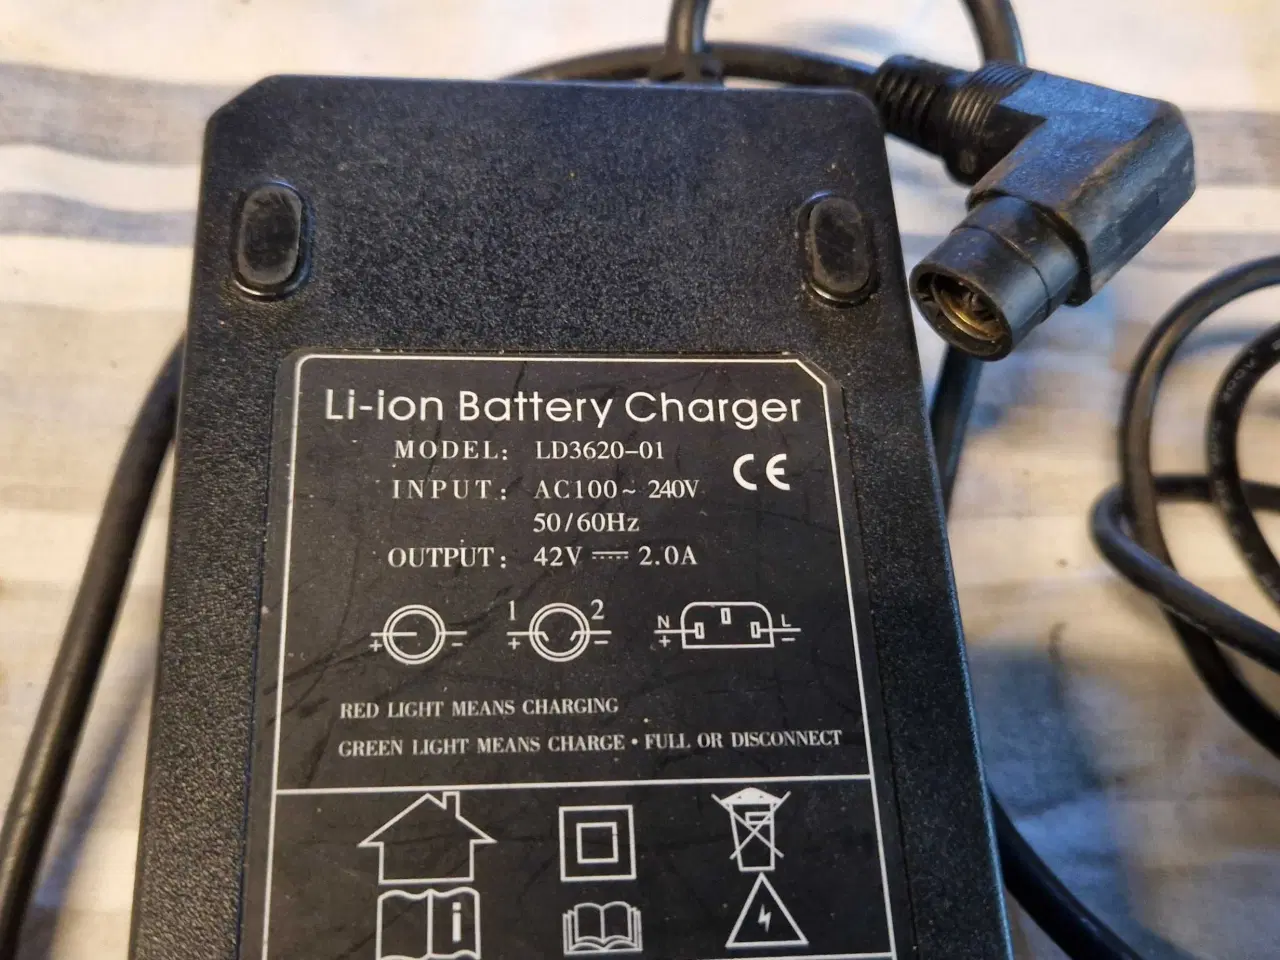 Li-ion Battery Charger
MODEL: LD3620-01
CE
INPUT: AC100~ 240V
50/60Hz
OUTPUT: 42V ⎓ 2.0A
+ −
1 2
+ −
N L
+ −
RED LIGHT MEANS CHARGING
GREEN LIGHT MEANS CHARGE • FULL OR DISCONNECT
i